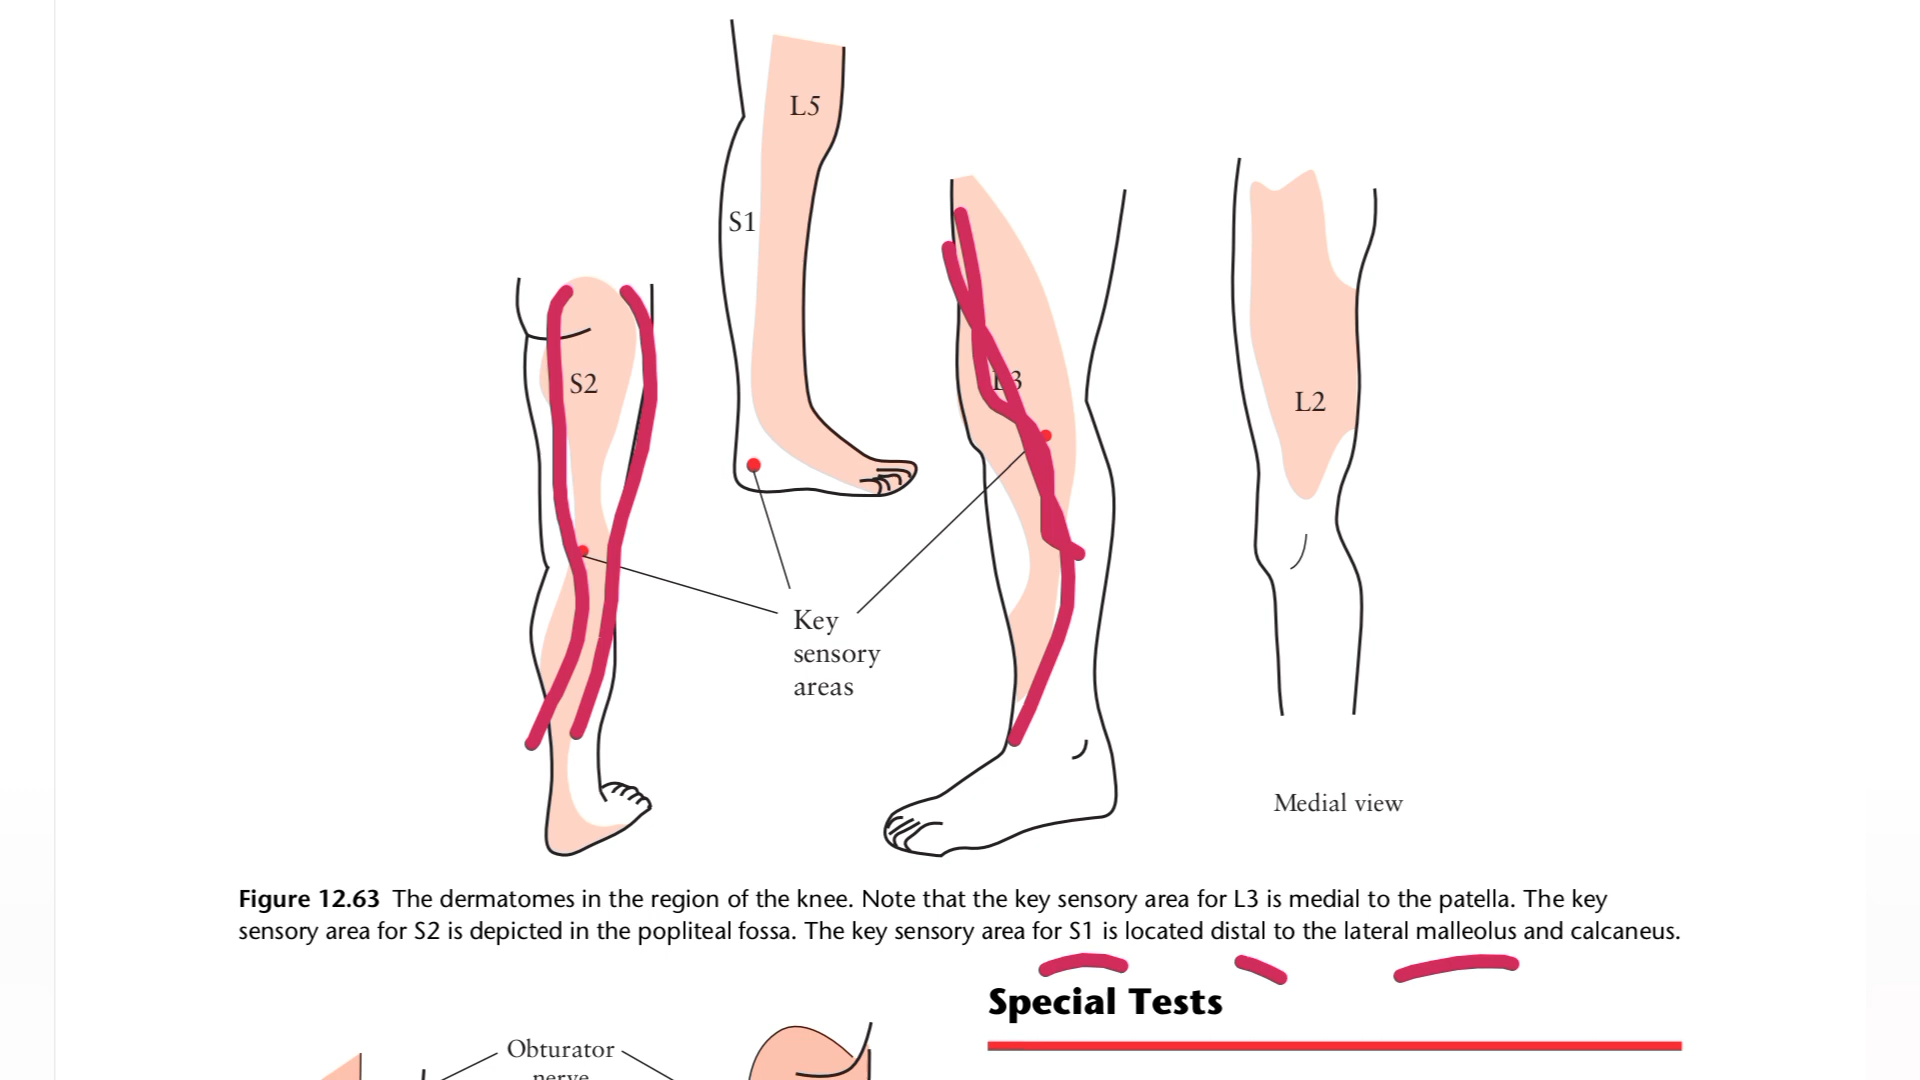 L5
S1
S2
L3
L2
Key
sensory
areas
Medial view
Figure 12.63 The dermatomes in the region of the knee. Note that the key sensory area for L3 is medial to the patella. The key
sensory area for S2 is depicted in the popliteal fossa. The key sensory area for S1 is located distal to the lateral malleolus and calcaneus.
Special Tests
Obturator
nerve